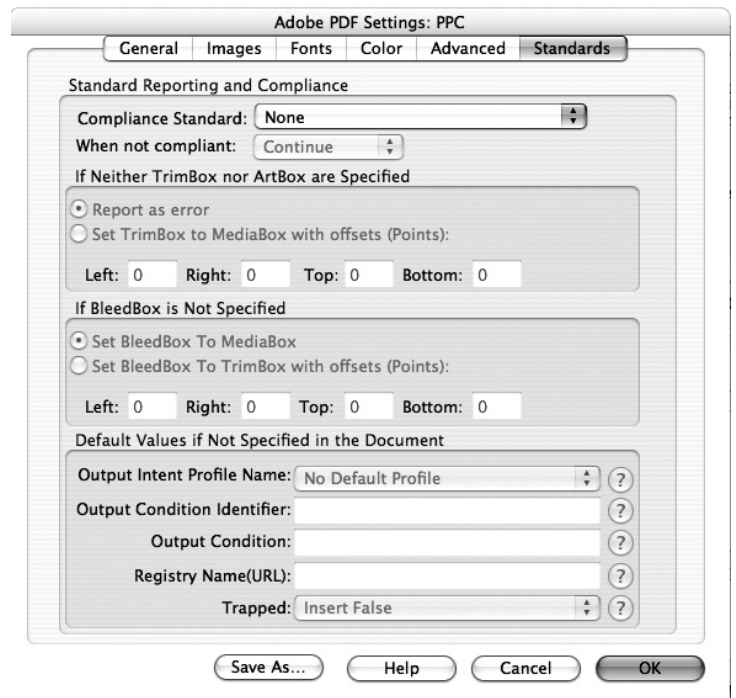 Adobe PDF Settings: PPC
General Images Fonts Color Advanced Standards
Standard Reporting and Compliance
Compliance Standard: None
When not compliant: Continue
If Neither TrimBox nor ArtBox are Specified
Report as error
Set TrimBox to MediaBox with offsets (Points):
Left: 0 Right: 0 Top: 0 Bottom: 0
If BleedBox is Not Specified
Set BleedBox To MediaBox
Set BleedBox To TrimBox with offsets (Points):
Left: 0 Right: 0 Top: 0 Bottom: 0
Default Values if Not Specified in the Document
Output Intent Profile Name: No Default Profile ?
Output Condition Identifier: ?
Output Condition: ?
Registry Name(URL): ?
Trapped: Insert False ?
Save As... Help Cancel OK